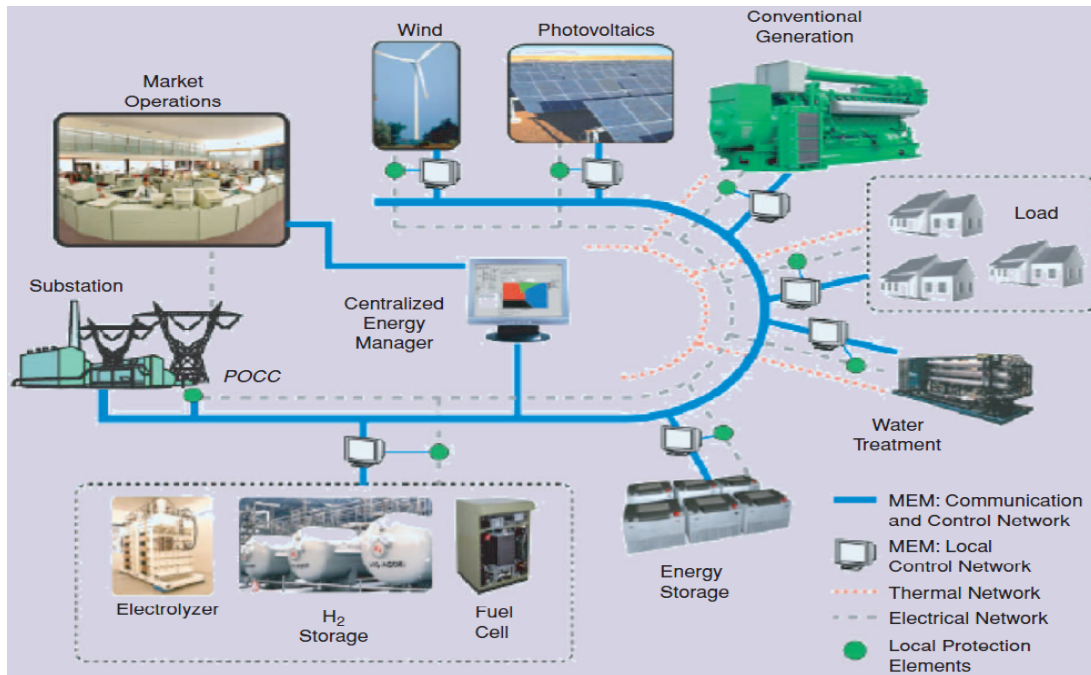 Wind
Photovoltaics
Conventional
Generation
Market
Operations
Load
Substation
Centralized
Energy
Manager
POCC
Water
Treatment
Electrolyzer
H2
Storage
Fuel
Cell
Energy
Storage
MEM: Communication
and Control Network
MEM: Local
Control Network
Thermal Network
Electrical Network
Local Protection
Elements